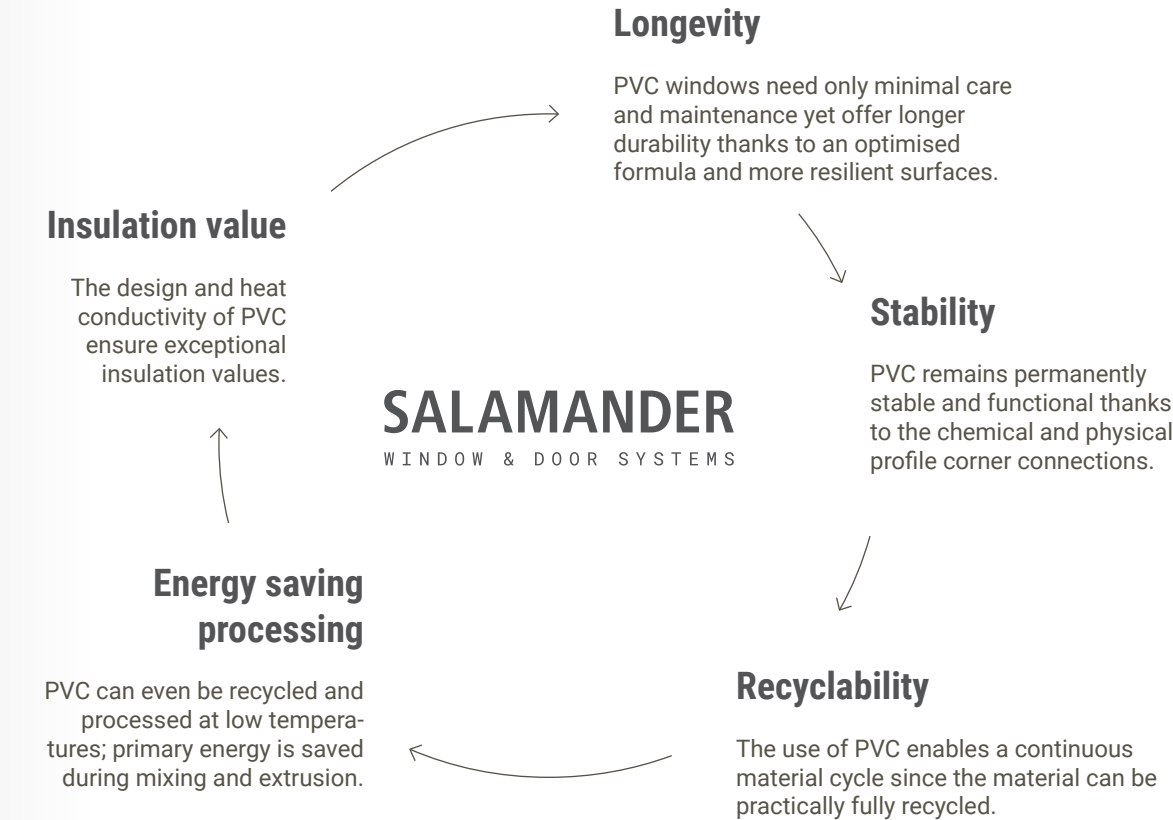 Longevity
PVC windows need only minimal care
and maintenance yet offer longer
durability thanks to an optimised
formula and more resilient surfaces.
Insulation value
The design and heat
conductivity of PVC
ensure exceptional
insulation values.
Stability
PVC remains permanently
stable and functional thanks
to the chemical and physical
profile corner connections.
SALAMANDER
WINDOW & DOOR SYSTEMS
Energy saving
processing
PVC can even be recycled and
processed at low tempera-
tures; primary energy is saved
during mixing and extrusion.
Recyclability
The use of PVC enables a continuous
material cycle since the material can be
practically fully recycled.